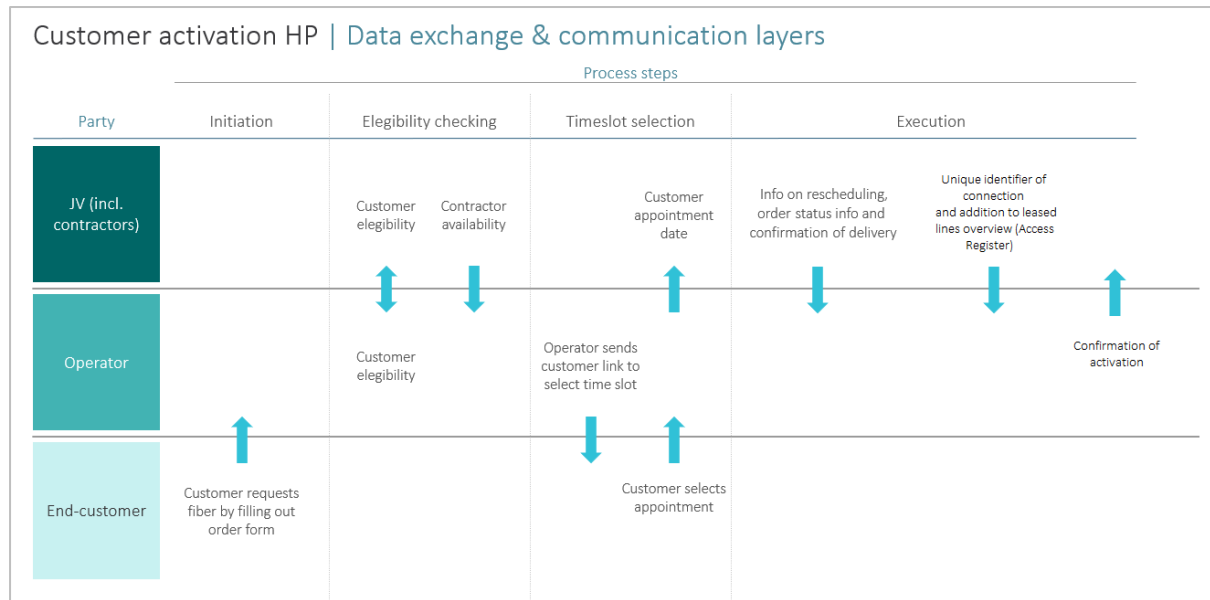 Customer activation HP | Data exchange & communication layers
Process steps
Party
Initiation
Elegibility checking
Timeslot selection
Execution
JV (incl.
contractors)
Customer
elegibility
Contractor
availability
Customer
appointment
date
Info on rescheduling,
order status info and
confirmation of delivery
Unique identifier of
connection
and addition to leased
lines overview (Access
Register)
Operator
Customer
elegibility
Operator sends
customer link to
select time slot
Confirmation of
activation
End-customer
Customer requests
fiber by filling out
order form
Customer selects
appointment